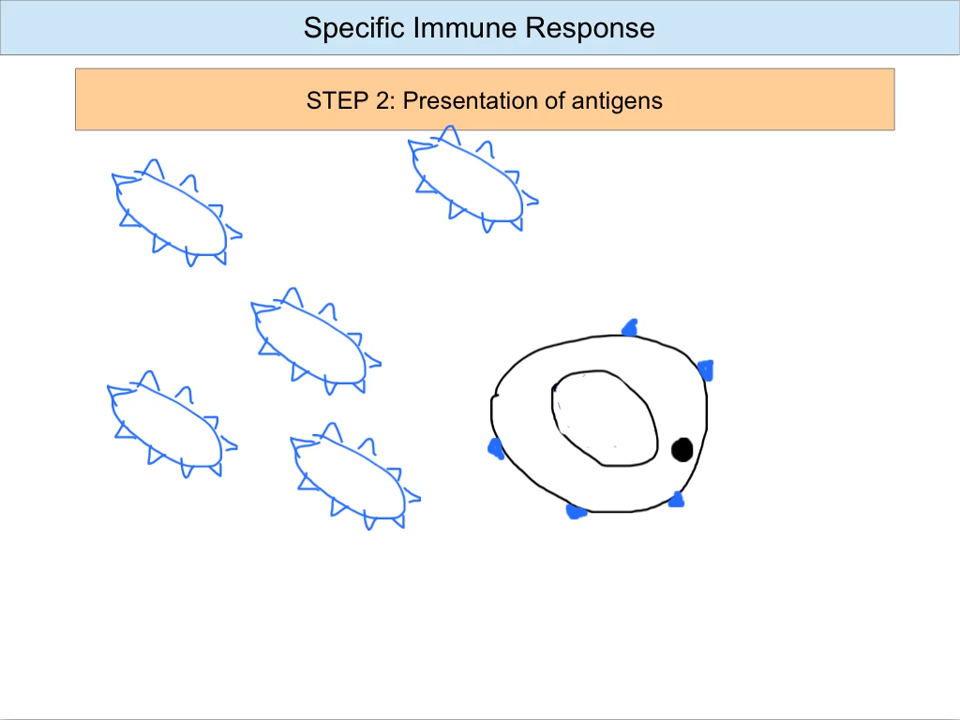 Specific Immune Response
STEP 2: Presentation of antigens